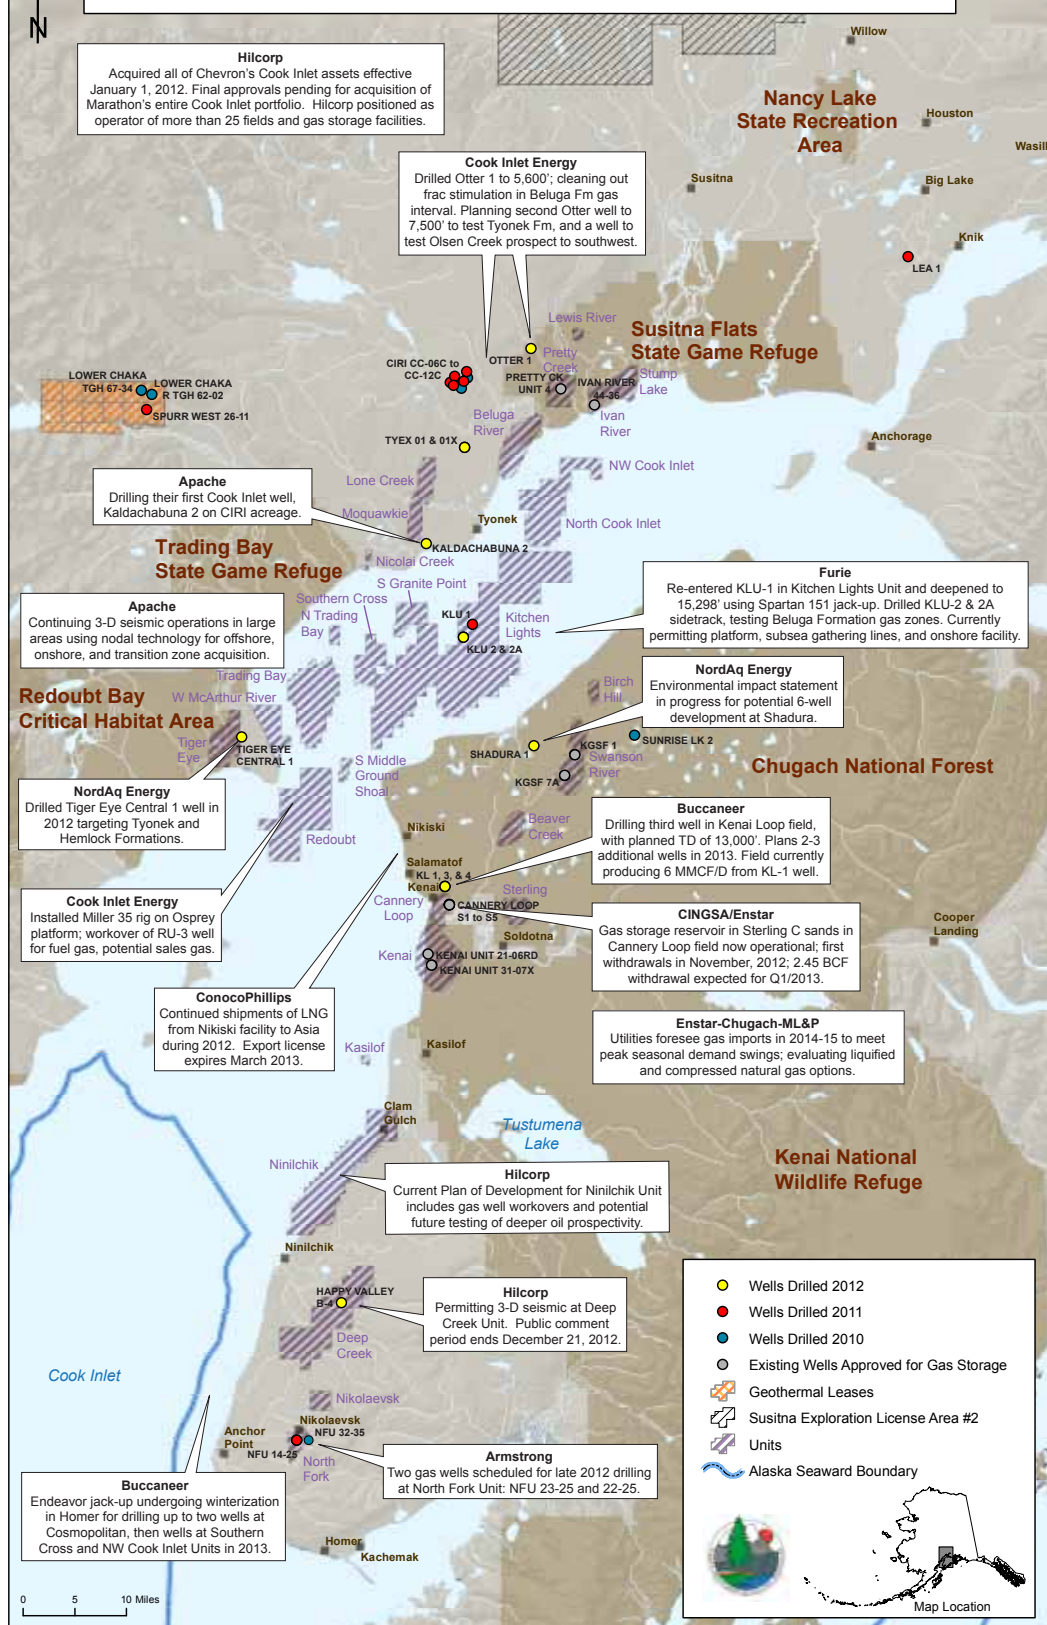 N
Willow
Hilcorp
Acquired all of Chevron's Cook Inlet assets effective
January 1, 2012. Final approvals pending for acquisition of
Marathon's entire Cook Inlet portfolio. Hilcorp positioned as
operator of more than 25 fields and gas storage facilities.
Nancy Lake
State Recreation
Area
Houston
Wasill
Cook Inlet Energy
Drilled Otter 1 to 5,600'; cleaning out
frac stimulation in Beluga Fm gas
interval. Planning second Otter well to
7,500' to test Tyonek Fm, and a well to
test Olsen Creek prospect to southwest.
Susitna
Big Lake
Knik
LEA 1
Lewis River
Susitna Flats
State Game Refuge
OTTER 1
Pretty
Creek
CIRI CC-06C to
CC-12C
PRETTY CK
UNIT 4
IVAN RIVER
44-36
Stump
Lake
Ivan
River
LOWER CHAKA
TGH 67-34
LOWER CHAKA
R TGH 62-02
SPURR WEST 26-11
Beluga
River
TYEX 01 & 01X
Anchorage
NW Cook Inlet
Lone Creek
Apache
Drilling their first Cook Inlet well,
Kaldachabuna 2 on CIRI acreage.
Moquawkie
Tyonek
North Cook Inlet
Trading Bay
State Game Refuge
KALDACHABUNA 2
Nicolai Creek
S Granite Point
Furie
Re-entered KLU-1 in Kitchen Lights Unit and deepened to
15,298' using Spartan 151 jack-up. Drilled KLU-2 & 2A
sidetrack, testing Beluga Formation gas zones. Currently
permitting platform, subsea gathering lines, and onshore facility.
Apache
Continuing 3-D seismic operations in large
areas using nodal technology for offshore,
onshore, and transition zone acquisition.
Southern Cross
N Trading
Bay
KLU 1
Kitchen
Lights
KLU 2 & 2A
Trading Bay
NordAq Energy
Environmental impact statement
in progress for potential 6-well
development at Shadura.
Redoubt Bay
Critical Habitat Area
W McArthur River
Birch
Hill
Tiger
Eye
TIGER EYE
CENTRAL 1
SHADURA 1
KGSF 1
SUNRISE LK 2
Swanson
River
KGSF 7A
Chugach National Forest
S Middle
Ground
Shoal
NordAq Energy
Drilled Tiger Eye Central 1 well in
2012 targeting Tyonek and
Hemlock Formations.
Redoubt
Nikiski
Beaver
Creek
Buccaneer
Drilling third well in Kenai Loop field,
with planned TD of 13,000'. Plans 2-3
additional wells in 2013. Field currently
producing 6 MMCF/D from KL-1 well.
Salamatof
KL 1, 3, & 4
Kenai
Cannery
Loop
CANNERY LOOP
S1 to S5
Sterling
Soldotna
Cook Inlet Energy
Installed Miller 35 rig on Osprey
platform; workover of RU-3 well
for fuel gas, potential sales gas.
CINGSA/Enstar
Gas storage reservoir in Sterling C sands in
Cannery Loop field now operational; first
withdrawals in November, 2012; 2.45 BCF
withdrawal expected for Q1/2013.
Cooper
Landing
Kenai
KENAI UNIT 21-06RD
KENAI UNIT 31-07X
ConocoPhillips
Continued shipments of LNG
from Nikiski facility to Asia
during 2012. Export license
expires March 2013.
Enstar-Chugach-ML&P
Utilities foresee gas imports in 2014-15 to meet
peak seasonal demand swings; evaluating liquified
and compressed natural gas options.
Kasilof
Kasilof
Clam
Gulch
Tustumena
Lake
Ninilchik
Kenai National
Wildlife Refuge
Hilcorp
Current Plan of Development for Ninilchik Unit
includes gas well workovers and potential
future testing of deeper oil prospectivity.
Ninilchik
HAPPY VALLEY
B-4
Hilcorp
Permitting 3-D seismic at Deep
Creek Unit. Public comment
period ends December 21, 2012.
Deep
Creek
Cook Inlet
Nikolaevsk
Nikolaevsk
NFU 32-35
Anchor
Point
NFU 14-25
North
Fork
Armstrong
Two gas wells scheduled for late 2012 drilling
at North Fork Unit: NFU 23-25 and 22-25.
Buccaneer
Endeavor jack-up undergoing winterization
in Homer for drilling up to two wells at
Cosmopolitan, then wells at Southern
Cross and NW Cook Inlet Units in 2013.
Homer
Kachemak
0 5 10 Miles
Wells Drilled 2012
Wells Drilled 2011
Wells Drilled 2010
Existing Wells Approved for Gas Storage
Geothermal Leases
Susitna Exploration License Area #2
Units
Alaska Seaward Boundary
Map Location